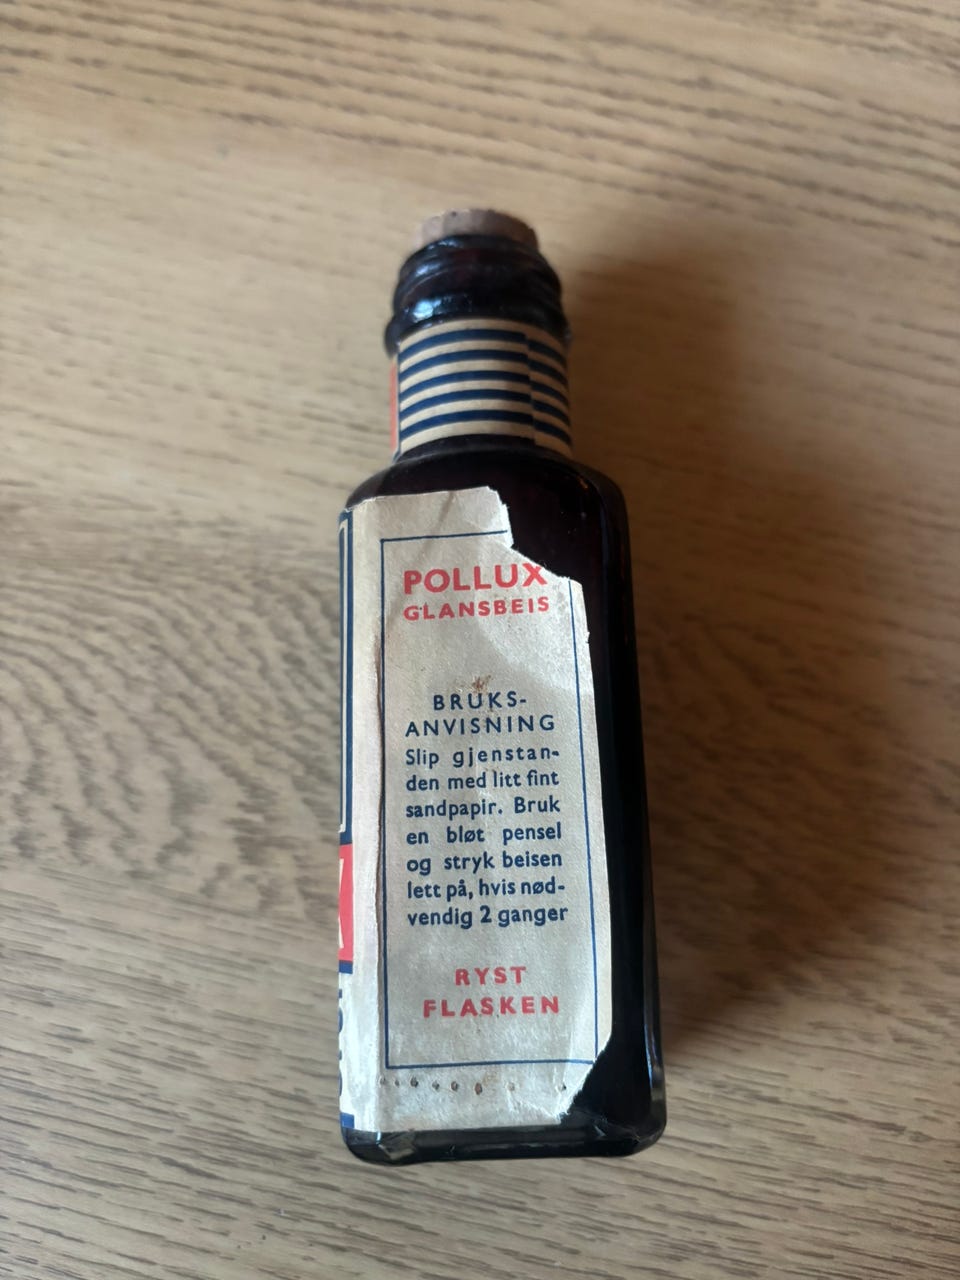 POLLUX
GLANSBEIS
BRUKS-
ANVISNING
Slip gjenstan-
den med litt fint
sandpapir. Bruk
en bløt pensel
og stryk beisen
lett på, hvis nød-
vendig 2 ganger
RYST
FLASKEN